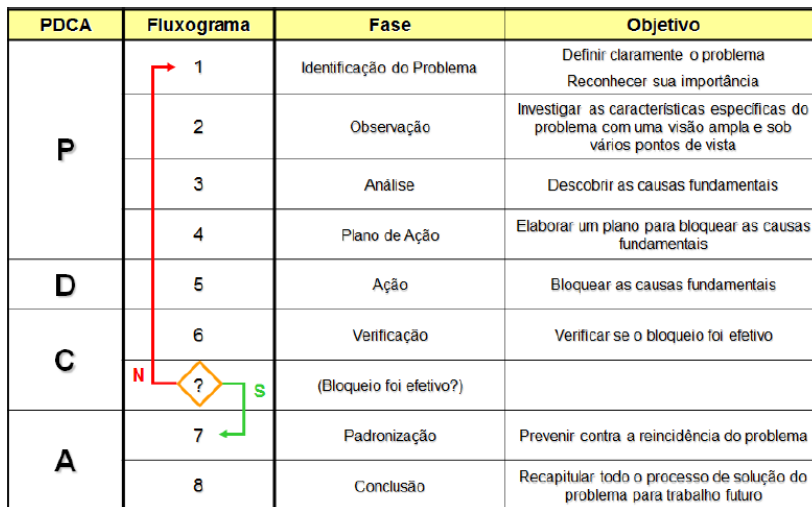 PDCA Fluxograma Fase Objetivo
P
1 Identificação do Problema Definir claramente o problema
Reconhecer sua importância
2 Observação Investigar as características específicas do
problema com uma visão ampla e sob
vários pontos de vista
3 Análise Descobrir as causas fundamentais
4 Plano de Ação Elaborar um plano para bloquear as causas
fundamentais
D 5 Ação Bloquear as causas fundamentais
C
6 Verificação Verificar se o bloqueio foi efetivo
N ? S (Bloqueio foi efetivo?)
A
7 Padronização Prevenir contra a reincidência do problema
8 Conclusão Recapitular todo o processo de solução do
problema para trabalho futuro